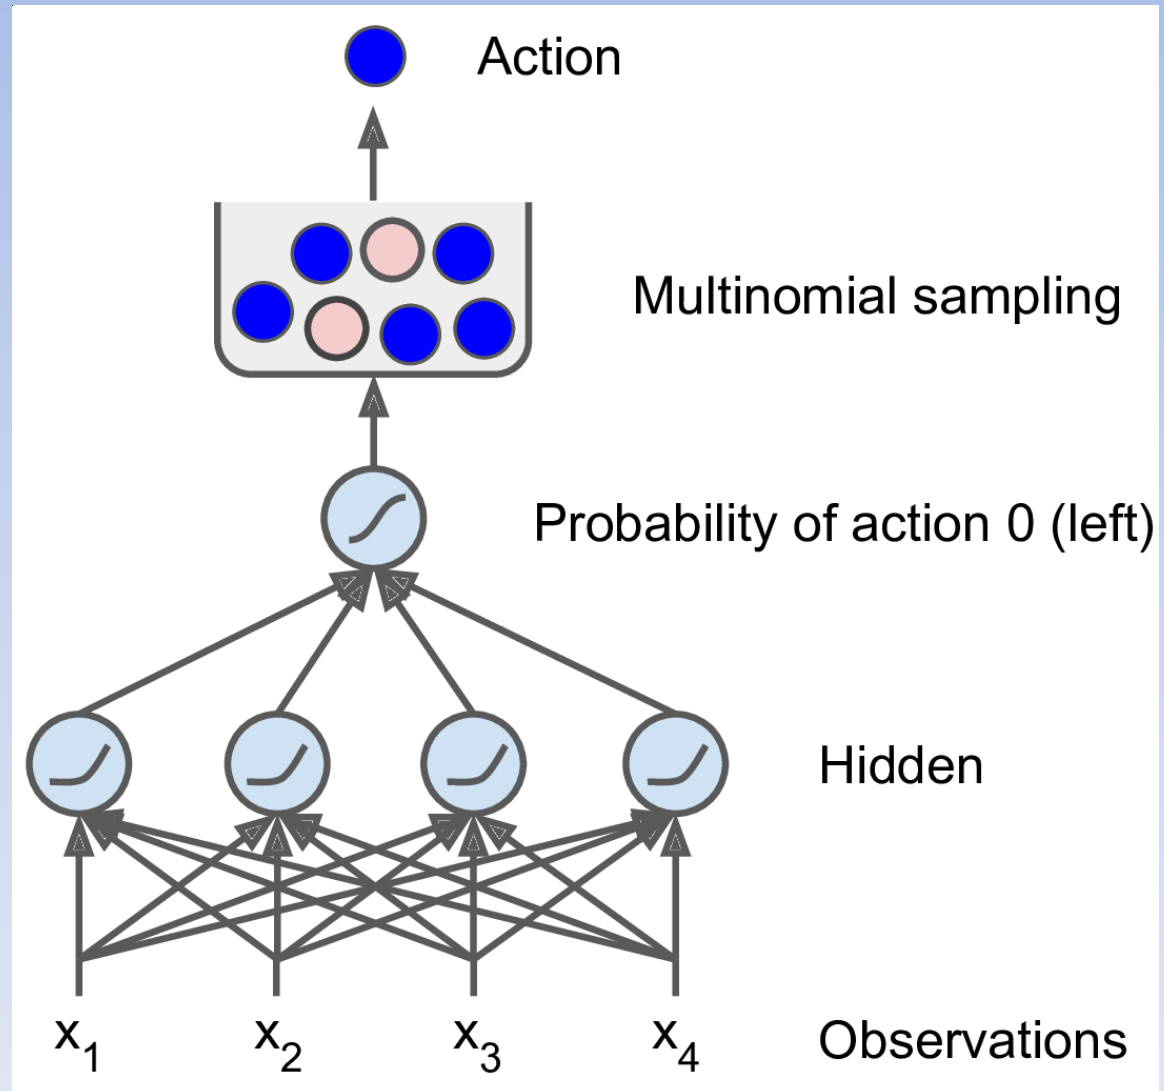 Action
Multinomial sampling
Probability of action 0 (left)
Hidden
x1 x2 x3 x4 Observations